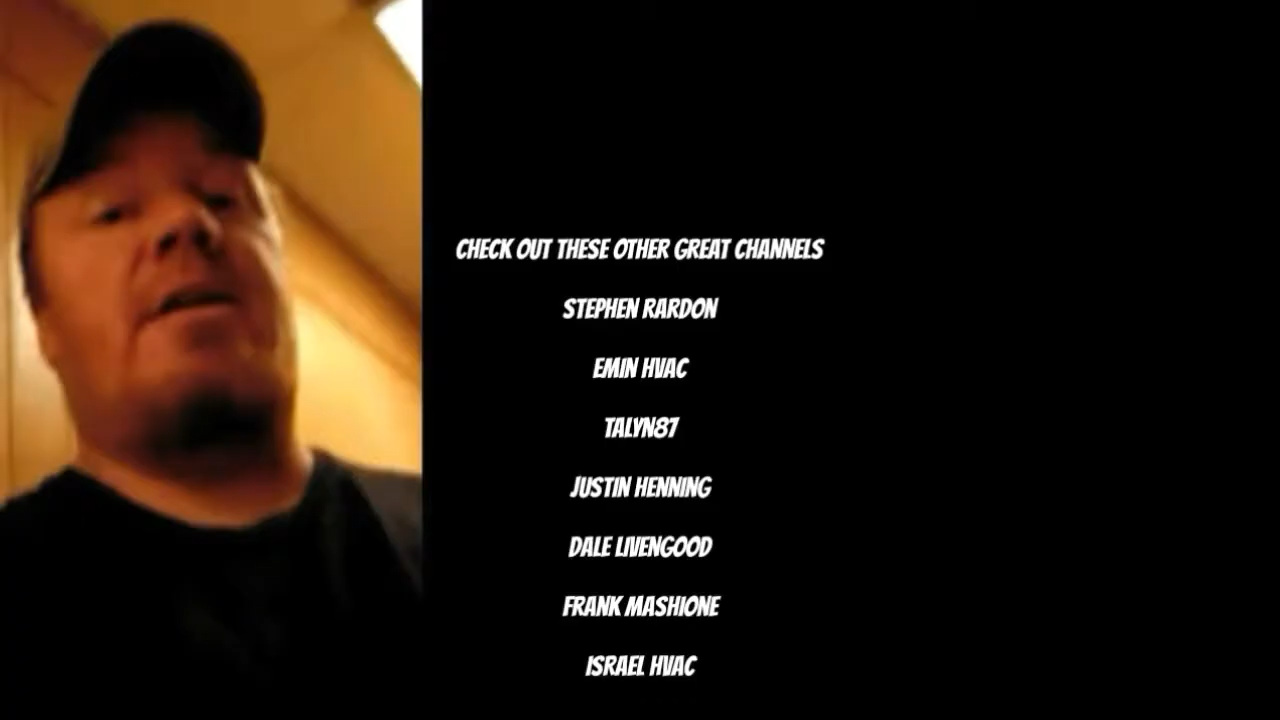 CHECK OUT THESE OTHER GREAT CHANNELS
STEPHEN RARDON
EMIN HVAC
TALYN87
JUSTIN HENNING
DALE LIVENGOOD
FRANK MASHIONE
ISRAEL HVAC